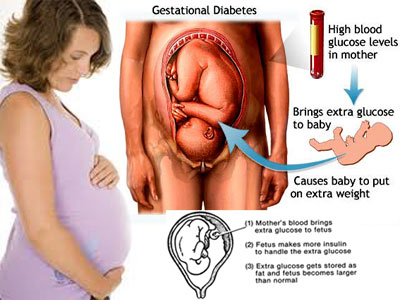 Gestational Diabetes
High blood
glucose levels
in mother
Brings extra glucose
to baby
Causes baby to put
on extra weight
(1) Mother's blood brings
extra glucose to fetus
(2) Fetus makes more insulin
to handle the extra glucose
(3) Extra glucose gets stored as
fat and fetus becomes larger
than normal